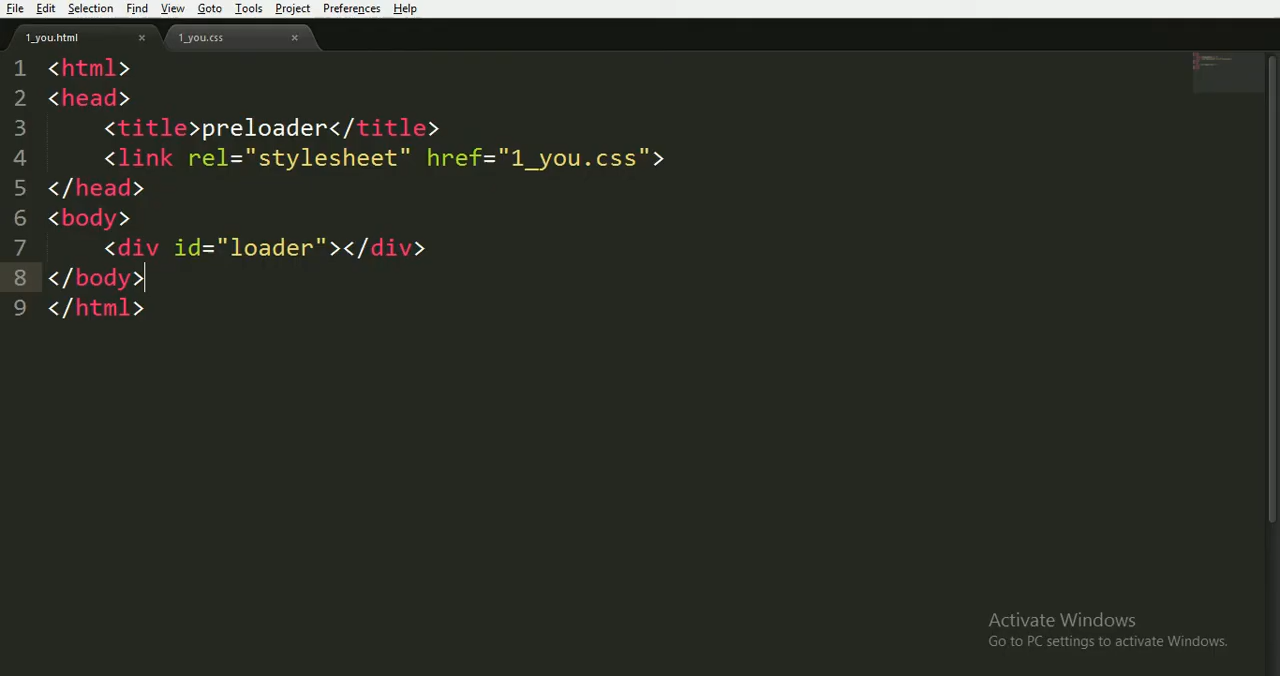 File Edit Selection Find View Goto Tools Project Preferences Help
1_you.html × 1_you.css ×
1 <html>
2 <head>
3 <title>preloader</title>
4 <link rel="stylesheet" href="1_you.css">
5 </head>
6 <body>
7 <div id="loader"></div>
8 </body>
9 </html>
Activate Windows
Go to PC settings to activate Windows.